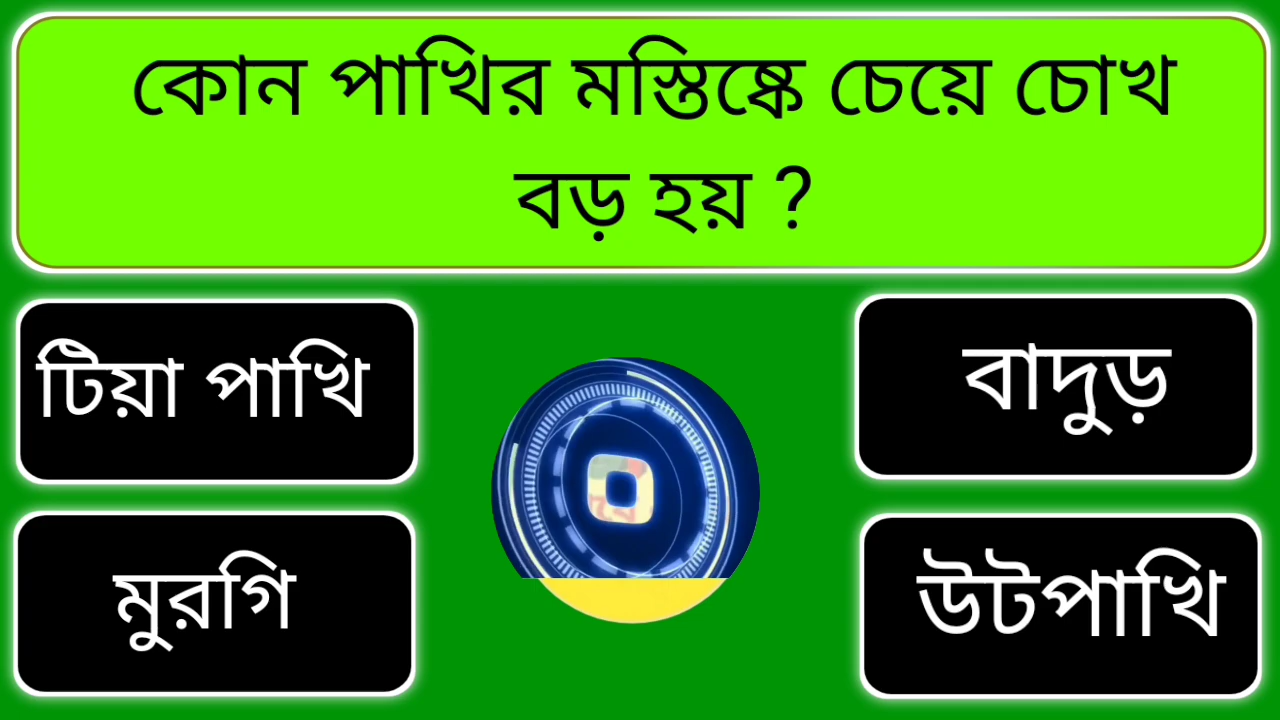 কোন পাখির মস্তিষ্কে চেয়ে চোখ
বড় হয় ?
টিয়া পাখি
বাদুড়
মুরগি
উটপাখি